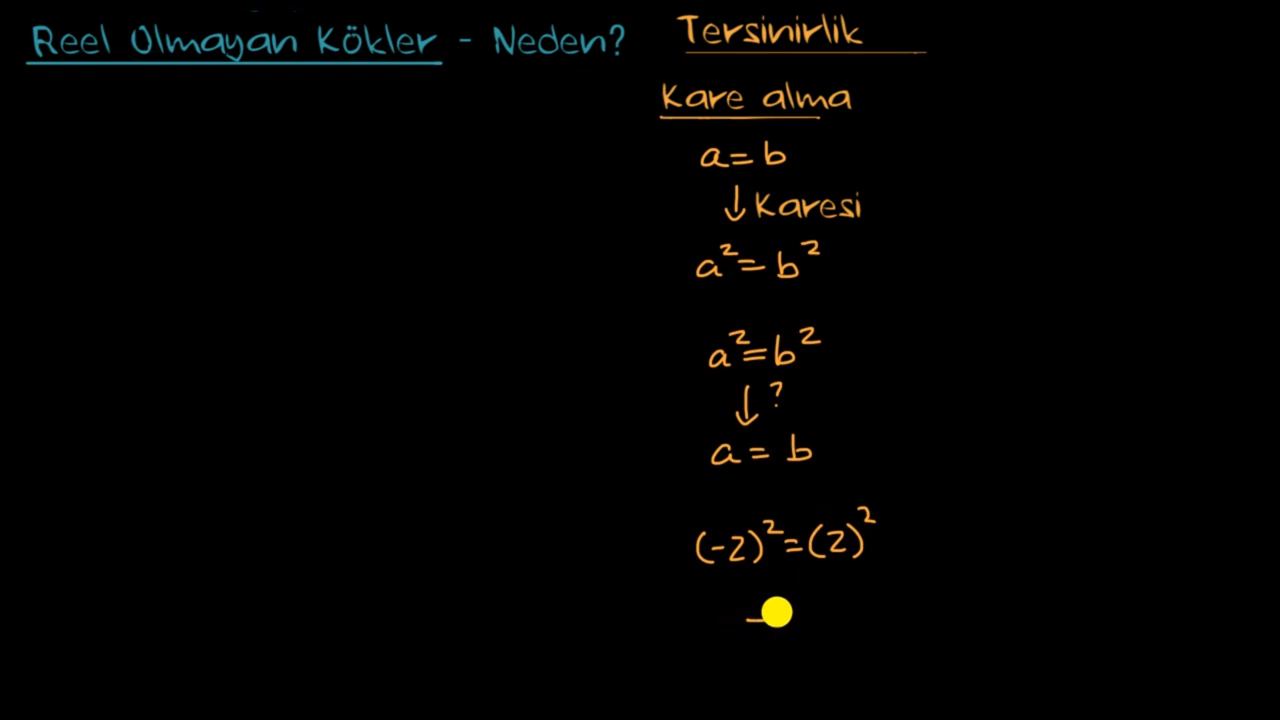 Reel Olmayan Kökler - Neden?
Tersinirlik
Kare alma
a = b
↓ Karesi
a² = b²
a² = b²
↓ ?
a = b
(-2)² = (2)²